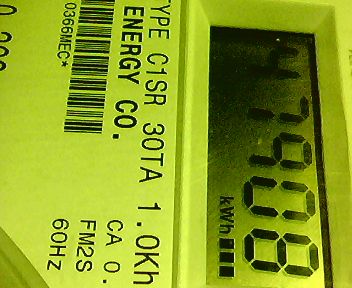 TYPE C1SR 30TA 1.0Kh
ENERGY CO.
CA 0.
FM2S
60HZ
0366MEC*
47908
kWh